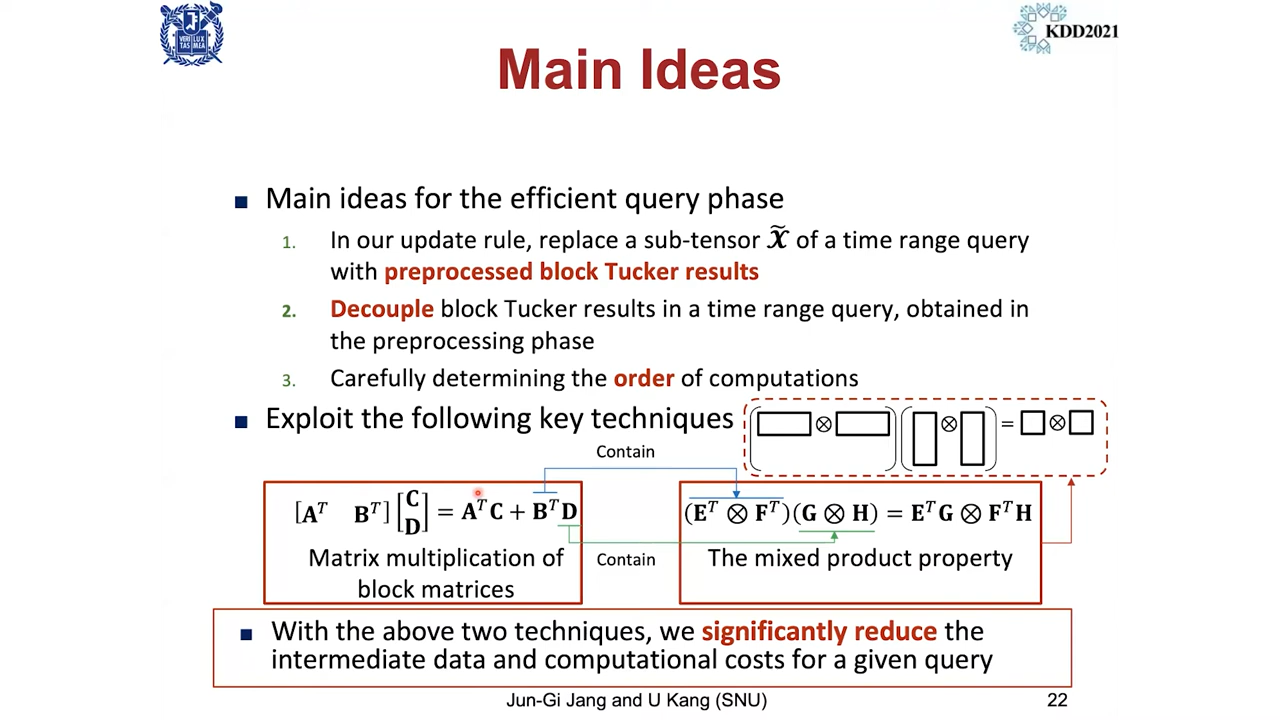 VERI LUX
TAS MEA
KDD2021
Main Ideas
■ Main ideas for the efficient query phase
1. In our update rule, replace a sub-tensor 𝓧̃ of a time range query
with preprocessed block Tucker results
2. Decouple block Tucker results in a time range query, obtained in
the preprocessing phase
3. Carefully determining the order of computations
■ Exploit the following key techniques
(▭ ⊗ ▭)(▯ ⊗ ▯) = □ ⊗ □
Contain
[Aᵀ Bᵀ] [C D] = AᵀC + BᵀD
(Eᵀ ⊗ Fᵀ)(G ⊗ H) = EᵀG ⊗ FᵀH
Matrix multiplication of
block matrices
Contain
The mixed product property
■ With the above two techniques, we significantly reduce the
intermediate data and computational costs for a given query
Jun-Gi Jang and U Kang (SNU)
22